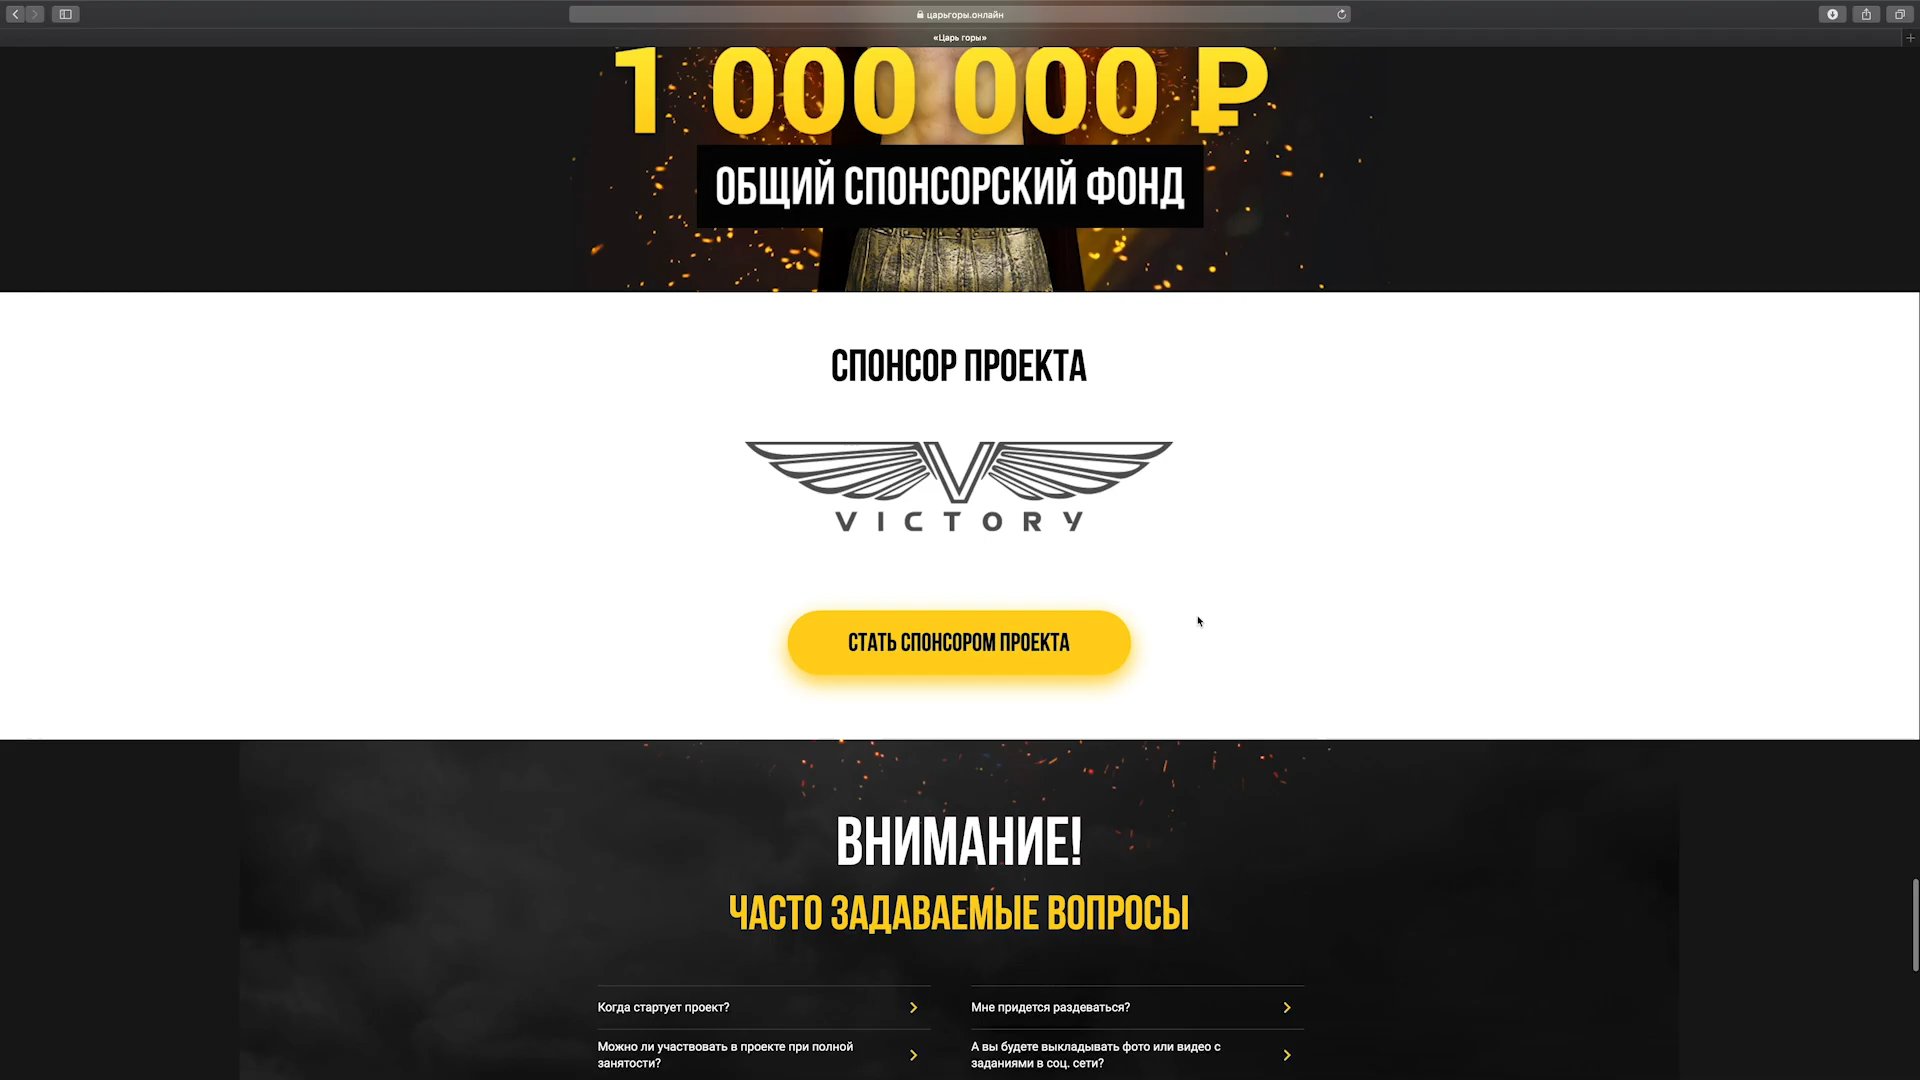 царьгоры.онлайн
«Царь горы»
1 000 000 ₽
ОБЩИЙ СПОНСОРСКИЙ ФОНД
СПОНСОР ПРОЕКТА
VICTORY
СТАТЬ СПОНСОРОМ ПРОЕКТА
ВНИМАНИЕ!
ЧАСТО ЗАДАВАЕМЫЕ ВОПРОСЫ
Когда стартует проект?
Мне придется раздеваться?
Можно ли участвовать в проекте при полной
занятости?
А вы будете выкладывать фото или видео с
заданиями в соц. сети?